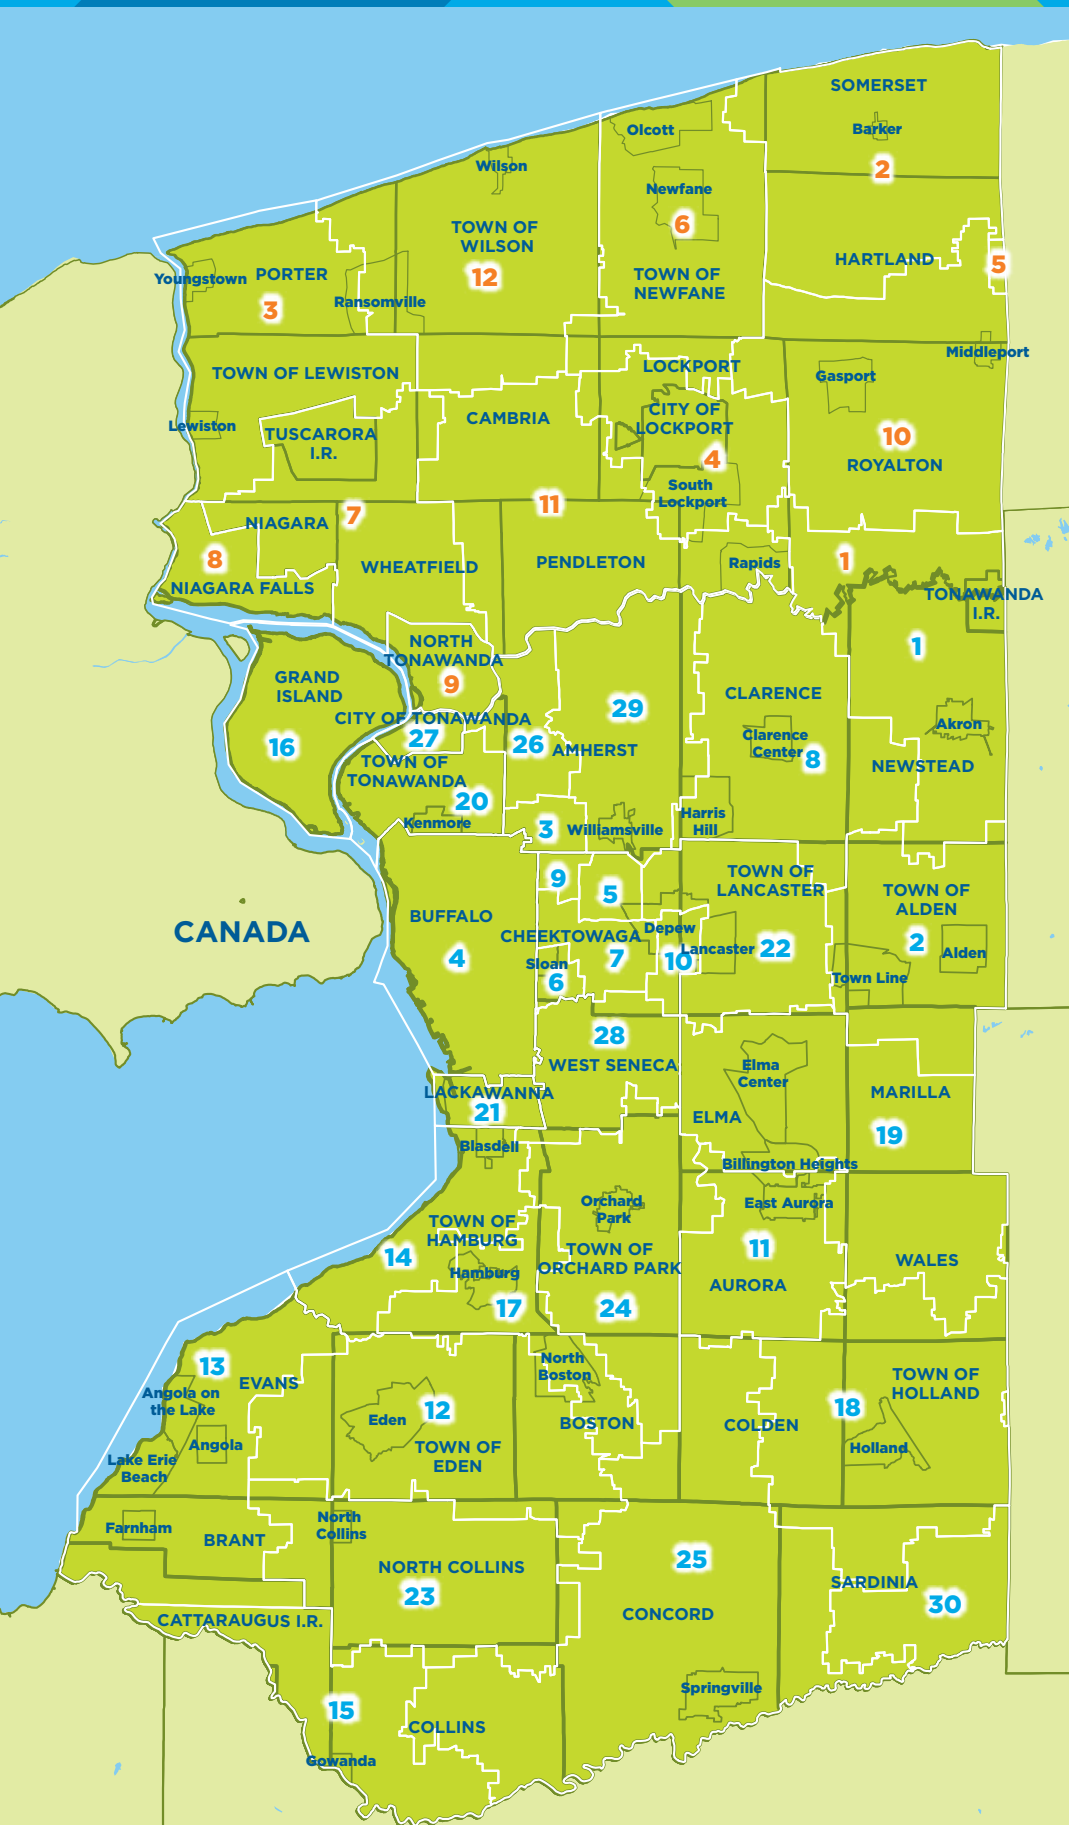 SOMERSET
Barker
2
Olcott
Wilson
Newfane
6
TOWN OF
WILSON
12
TOWN OF
NEWFANE
HARTLAND
5
Youngstown
PORTER
3
Ransomville
Middleport
LOCKPORT
Gasport
TOWN OF LEWISTON
CITY OF
LOCKPORT
4
CAMBRIA
Lewiston
TUSCARORA
I.R.
10
ROYALTON
South
Lockport
11
7
NIAGARA
8
NIAGARA FALLS
WHEATFIELD
PENDLETON
Rapids
1
TONAWANDA
I.R.
1
NORTH
TONAWANDA
9
GRAND
ISLAND
16
CITY OF TONAWANDA
27
29
26
AMHERST
CLARENCE
Clarence
Center
8
Akron
NEWSTEAD
TOWN OF
TONAWANDA
20
Kenmore
3
Williamsville
Harris
Hill
9
5
TOWN OF
LANCASTER
TOWN OF
ALDEN
2
Alden
BUFFALO
4
CANADA
CHEEKTOWAGA
7
Depew
10
Lancaster
22
Sloan
6
Town Line
28
WEST SENECA
Elma
Center
ELMA
MARILLA
19
LACKAWANNA
21
Blasdell
Billington Heights
East Aurora
Orchard
Park
TOWN OF
HAMBURG
14
Hamburg
17
TOWN OF
ORCHARD PARK
24
11
AURORA
WALES
13
EVANS
Angola on
the Lake
Angola
Lake Erie
Beach
North
Boston
BOSTON
Eden
12
TOWN OF
EDEN
COLDEN
18
TOWN OF
HOLLAND
Holland
Farnham
BRANT
North
Collins
NORTH COLLINS
23
25
CONCORD
SARDINIA
30
CATTARAUGUS I.R.
Springville
15
COLLINS
Gowanda